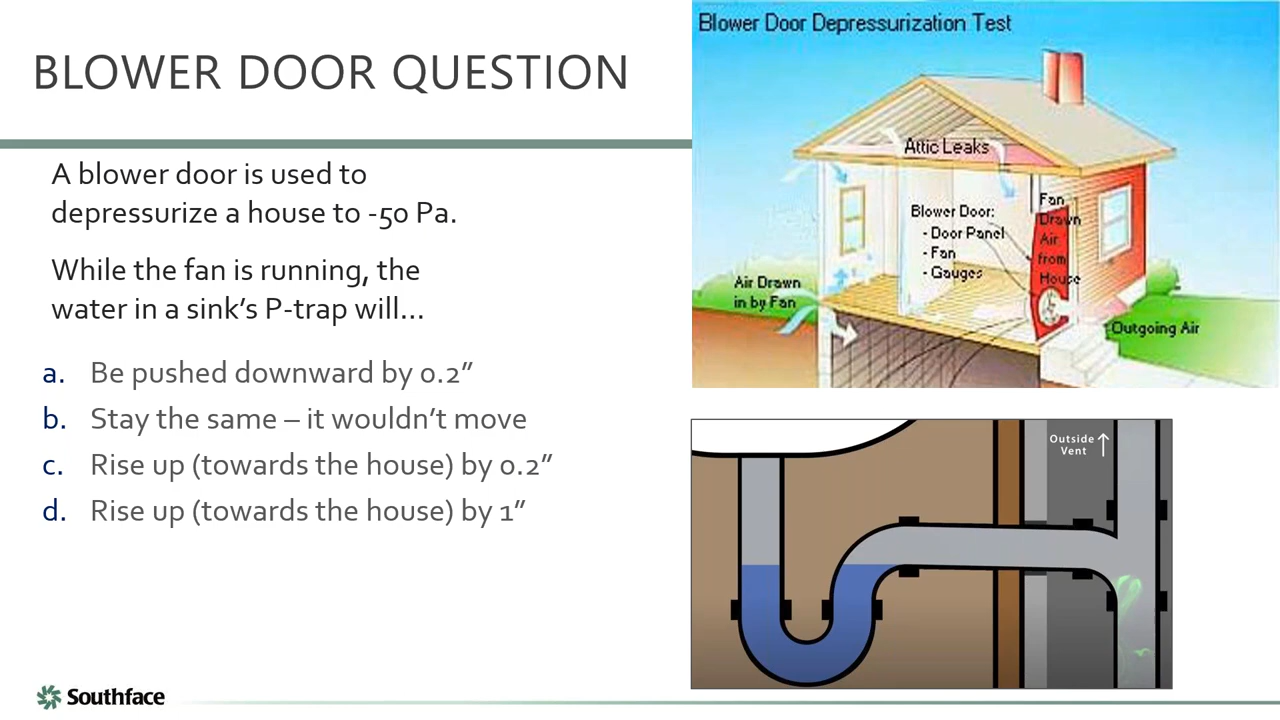 BLOWER DOOR QUESTION
A blower door is used to
depressurize a house to -50 Pa.
While the fan is running, the
water in a sink’s P-trap will…
a. Be pushed downward by 0.2”
b. Stay the same – it wouldn’t move
c. Rise up (towards the house) by 0.2”
d. Rise up (towards the house) by 1”
Southface
Blower Door Depressurization Test
Attic Leaks
Blower Door:
- Door Panel
- Fan
- Gauges
Fan
Drawn
Air
from
House
Air Drawn
in by Fan
Outgoing Air
Outside
Vent